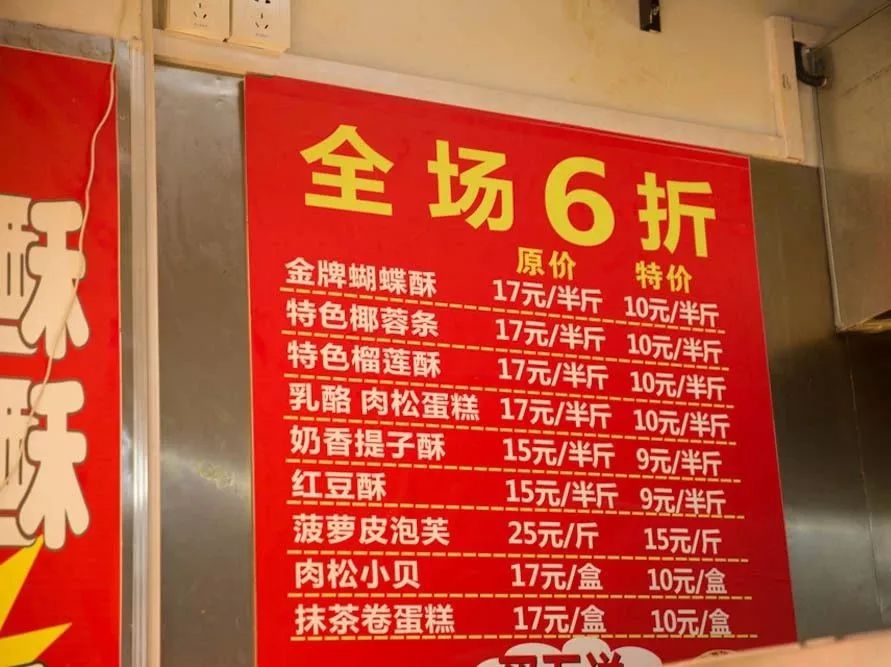 全场6折
原价 特价
金牌蝴蝶酥 17元/半斤 10元/半斤
特色椰蓉条 17元/半斤 10元/半斤
特色榴莲酥 17元/半斤 10元/半斤
乳酪 肉松蛋糕 17元/半斤 10元/半斤
奶香提子酥 15元/半斤 9元/半斤
红豆酥 15元/半斤 9元/半斤
菠萝皮泡芙 25元/斤 15元/斤
肉松小贝 17元/盒 10元/盒
抹茶卷蛋糕 17元/盒 10元/盒
酥
酥